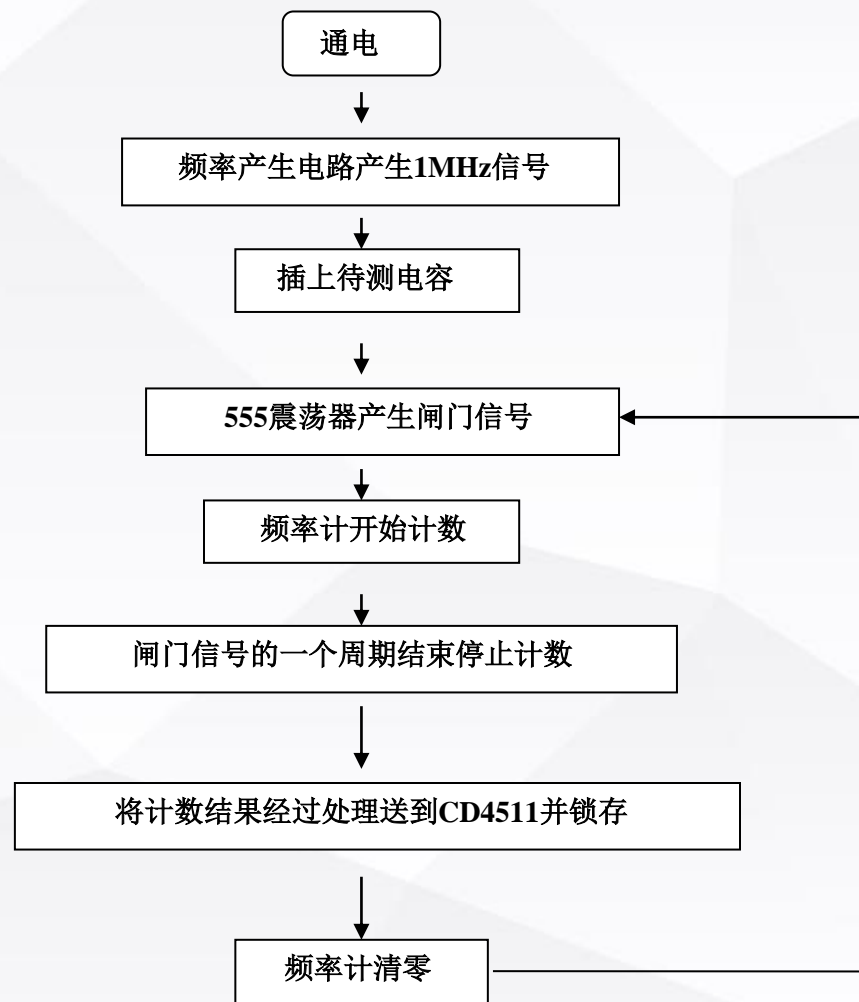 通电
频率产生电路产生1MHz信号
插上待测电容
555震荡器产生闸门信号
频率计开始计数
闸门信号的一个周期结束停止计数
将计数结果经过处理送到CD4511并锁存
频率计清零